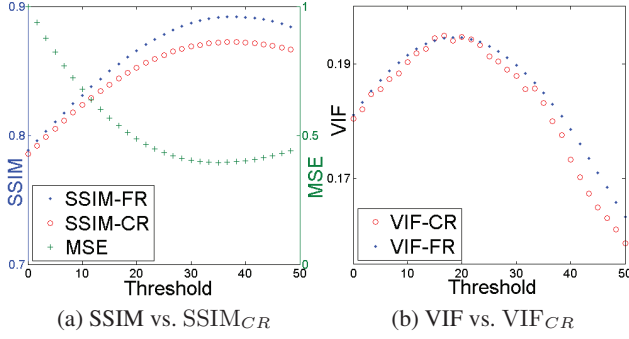 0.9
0.8
0.7
SSIM
1
0.5
0
MSE
SSIM-FR
SSIM-CR
MSE
0 10 20 30 40 50
Threshold
(a) SSIM vs. SSIM_CR
0.19
0.17
VIF
VIF-CR
VIF-FR
0 10 20 30 40 50
Threshold
(b) VIF vs. VIF_CR